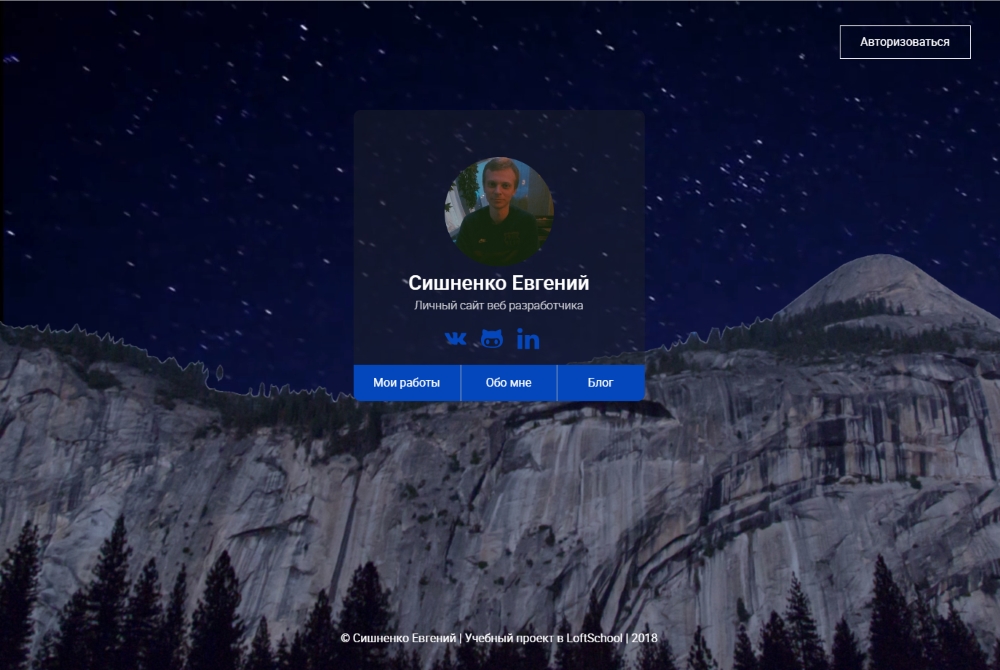 Авторизоваться
Сишненко Евгений
Личный сайт веб разработчика
Мои работы
Обо мне
Блог
© Сишненко Евгений | Учебный проект в LoftSchool | 2018